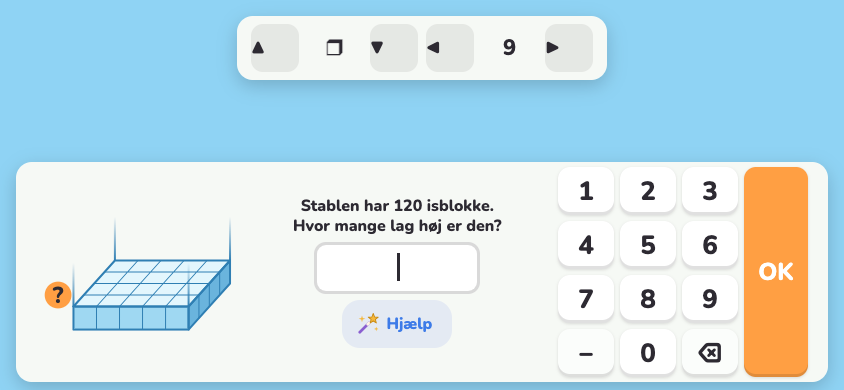 9
Stablen har 120 isblokke.
Hvor mange lag høj er den?
?
Hjælp
1 2 3
4 5 6
7 8 9
– 0
OK